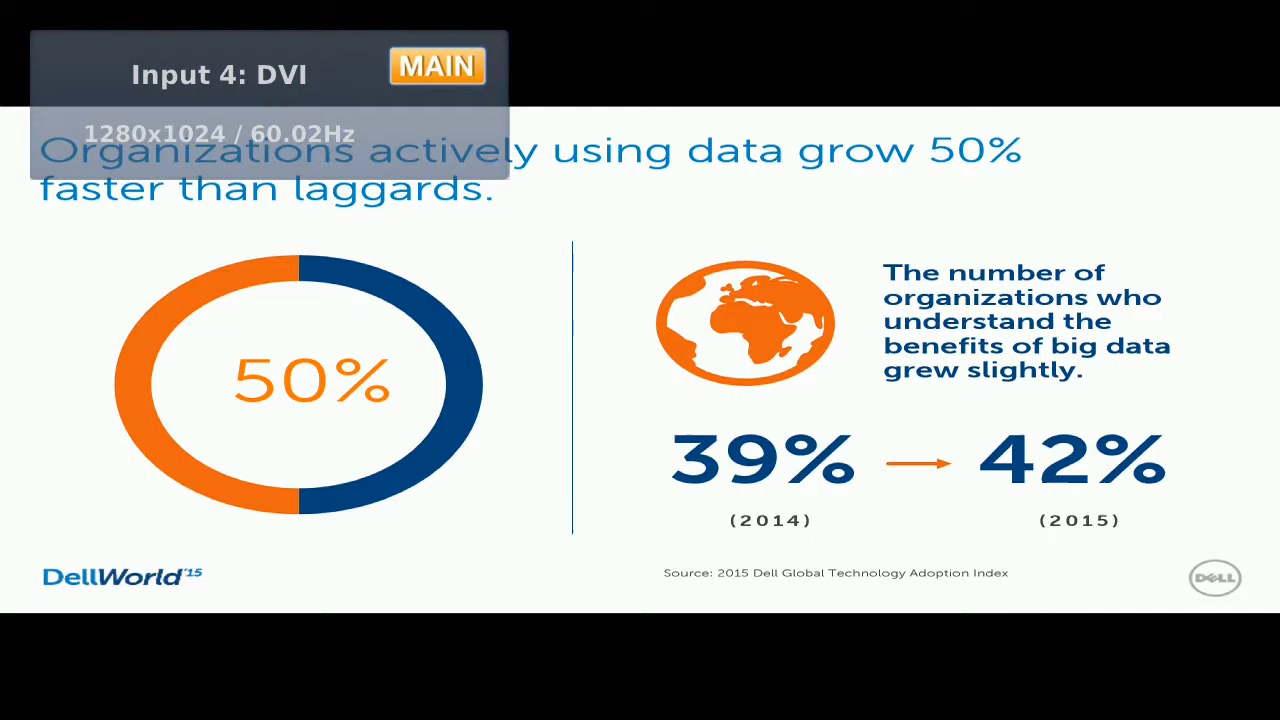 Input 4: DVI
MAIN
1280x1024 / 60.02Hz
Organizations actively using data grow 50%
faster than laggards.
50%
The number of
organizations who
understand the
benefits of big data
grew slightly.
39% 42%
(2014) (2015)
DellWorld'15
Source: 2015 Dell Global Technology Adoption Index
DELL